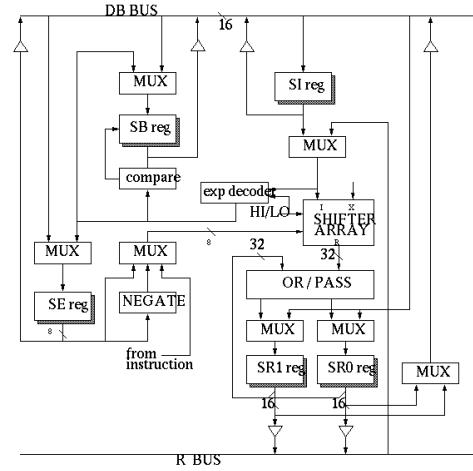 DB BUS
16
MUX
SI reg
SB reg
MUX
compare
exp decoder
I X
HI/LO
SHIFTER
ARRAY
R
8
MUX
MUX
32
32
OR / PASS
SE reg
NEGATE
8
MUX
MUX
from
instruction
SR1 reg
SR0 reg
MUX
16
16
R BUS